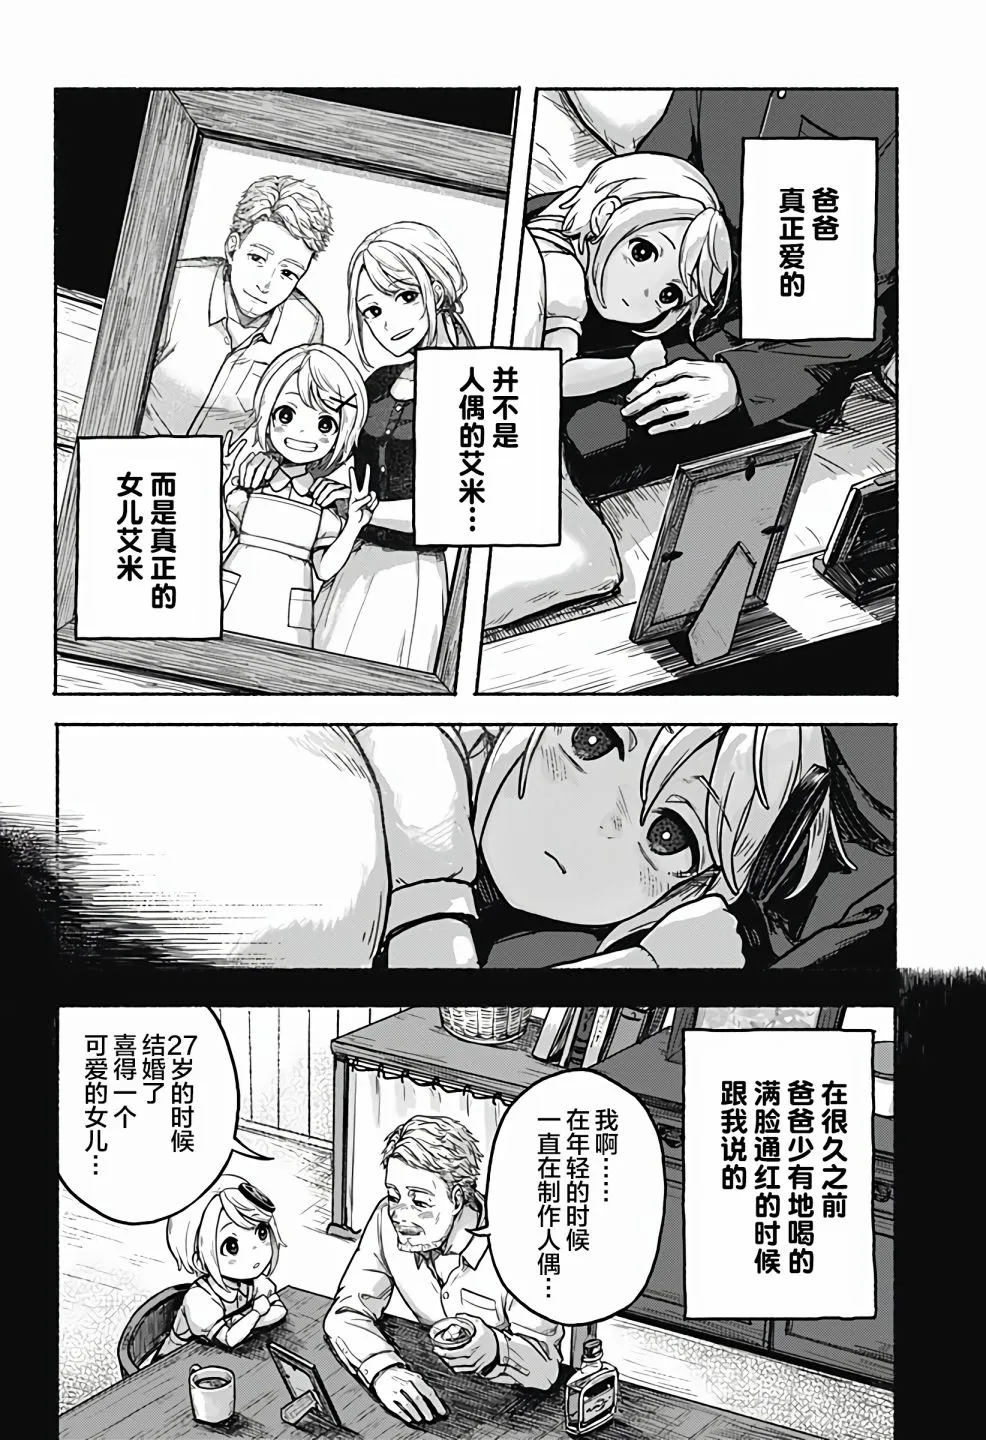 爸爸
真正爱的
并不是
人偶的艾米…
而是真正的
女儿艾米
在很久之前
爸爸少有地喝的
满脸通红的时候
跟我说的
我啊……
在年轻的时候
一直在制作人偶…
27岁的时候
结婚了
喜得一个
可爱的女儿…